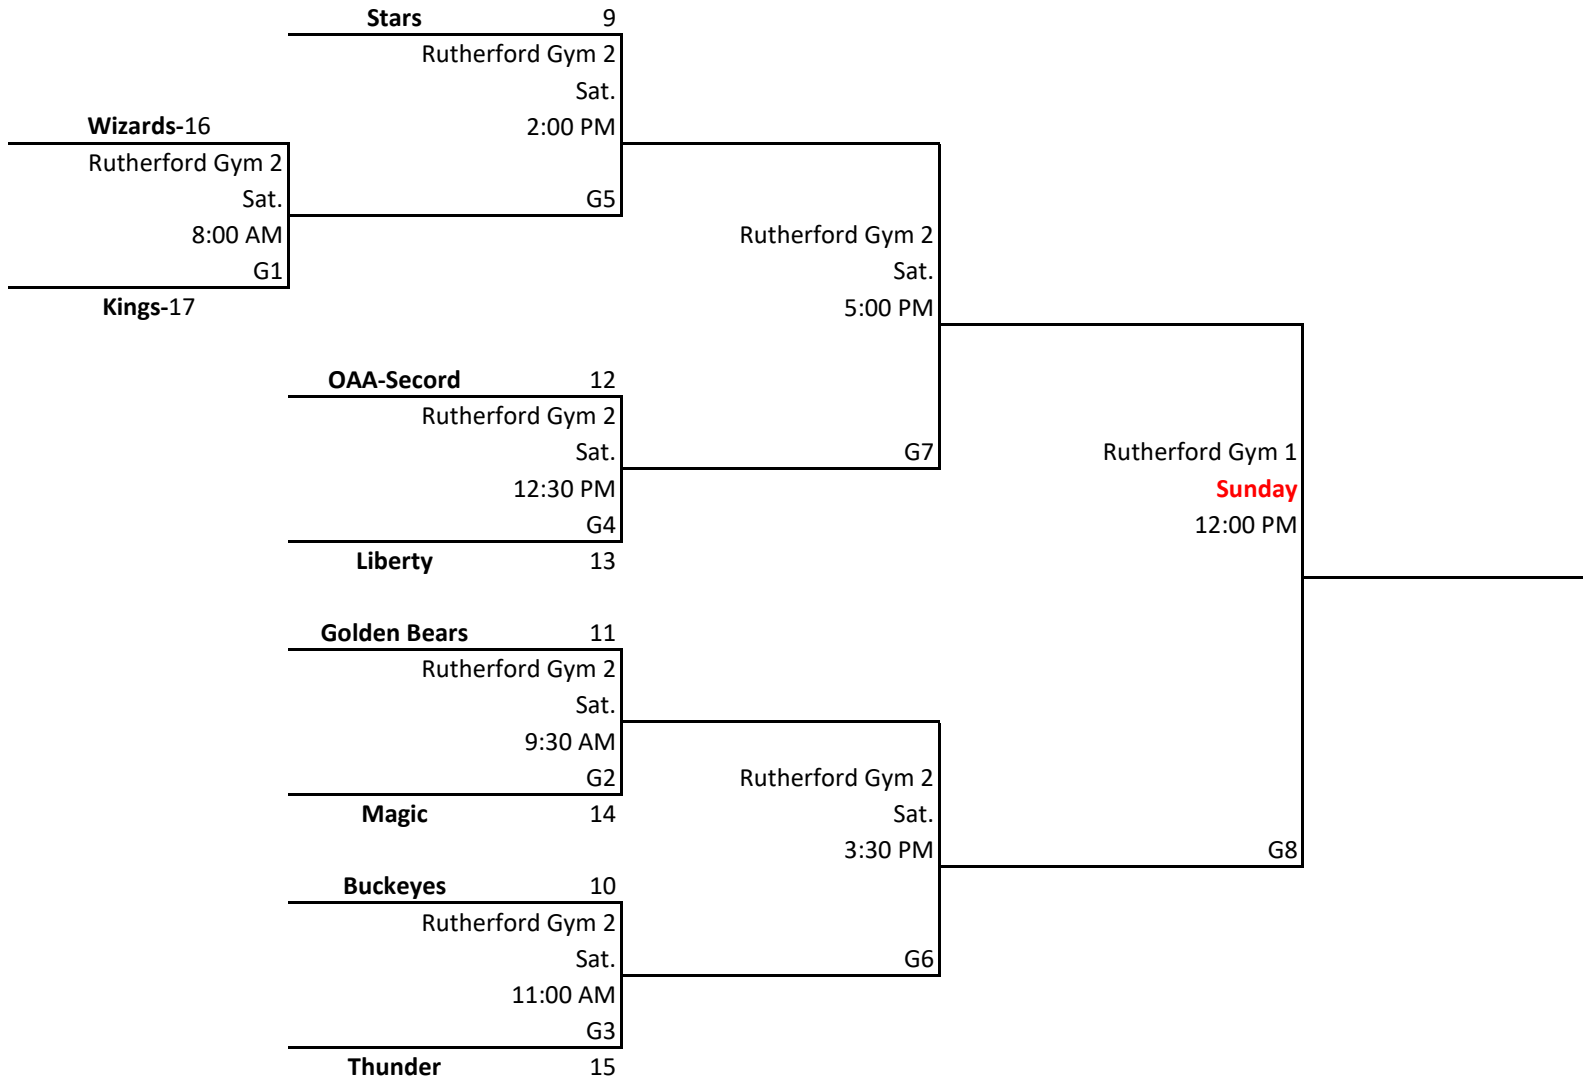 Stars 9
Rutherford Gym 2
Sat.
2:00 PM
G5
Wizards-16
Rutherford Gym 2
Sat.
8:00 AM
G1
Kings-17
Rutherford Gym 2
Sat.
5:00 PM
G7
OAA-Secord 12
Rutherford Gym 2
Sat.
12:30 PM
G4
Liberty 13
Rutherford Gym 1
Sunday
12:00 PM
G8
Golden Bears 11
Rutherford Gym 2
Sat.
9:30 AM
G2
Magic 14
Rutherford Gym 2
Sat.
3:30 PM
G6
Buckeyes 10
Rutherford Gym 2
Sat.
11:00 AM
G3
Thunder 15